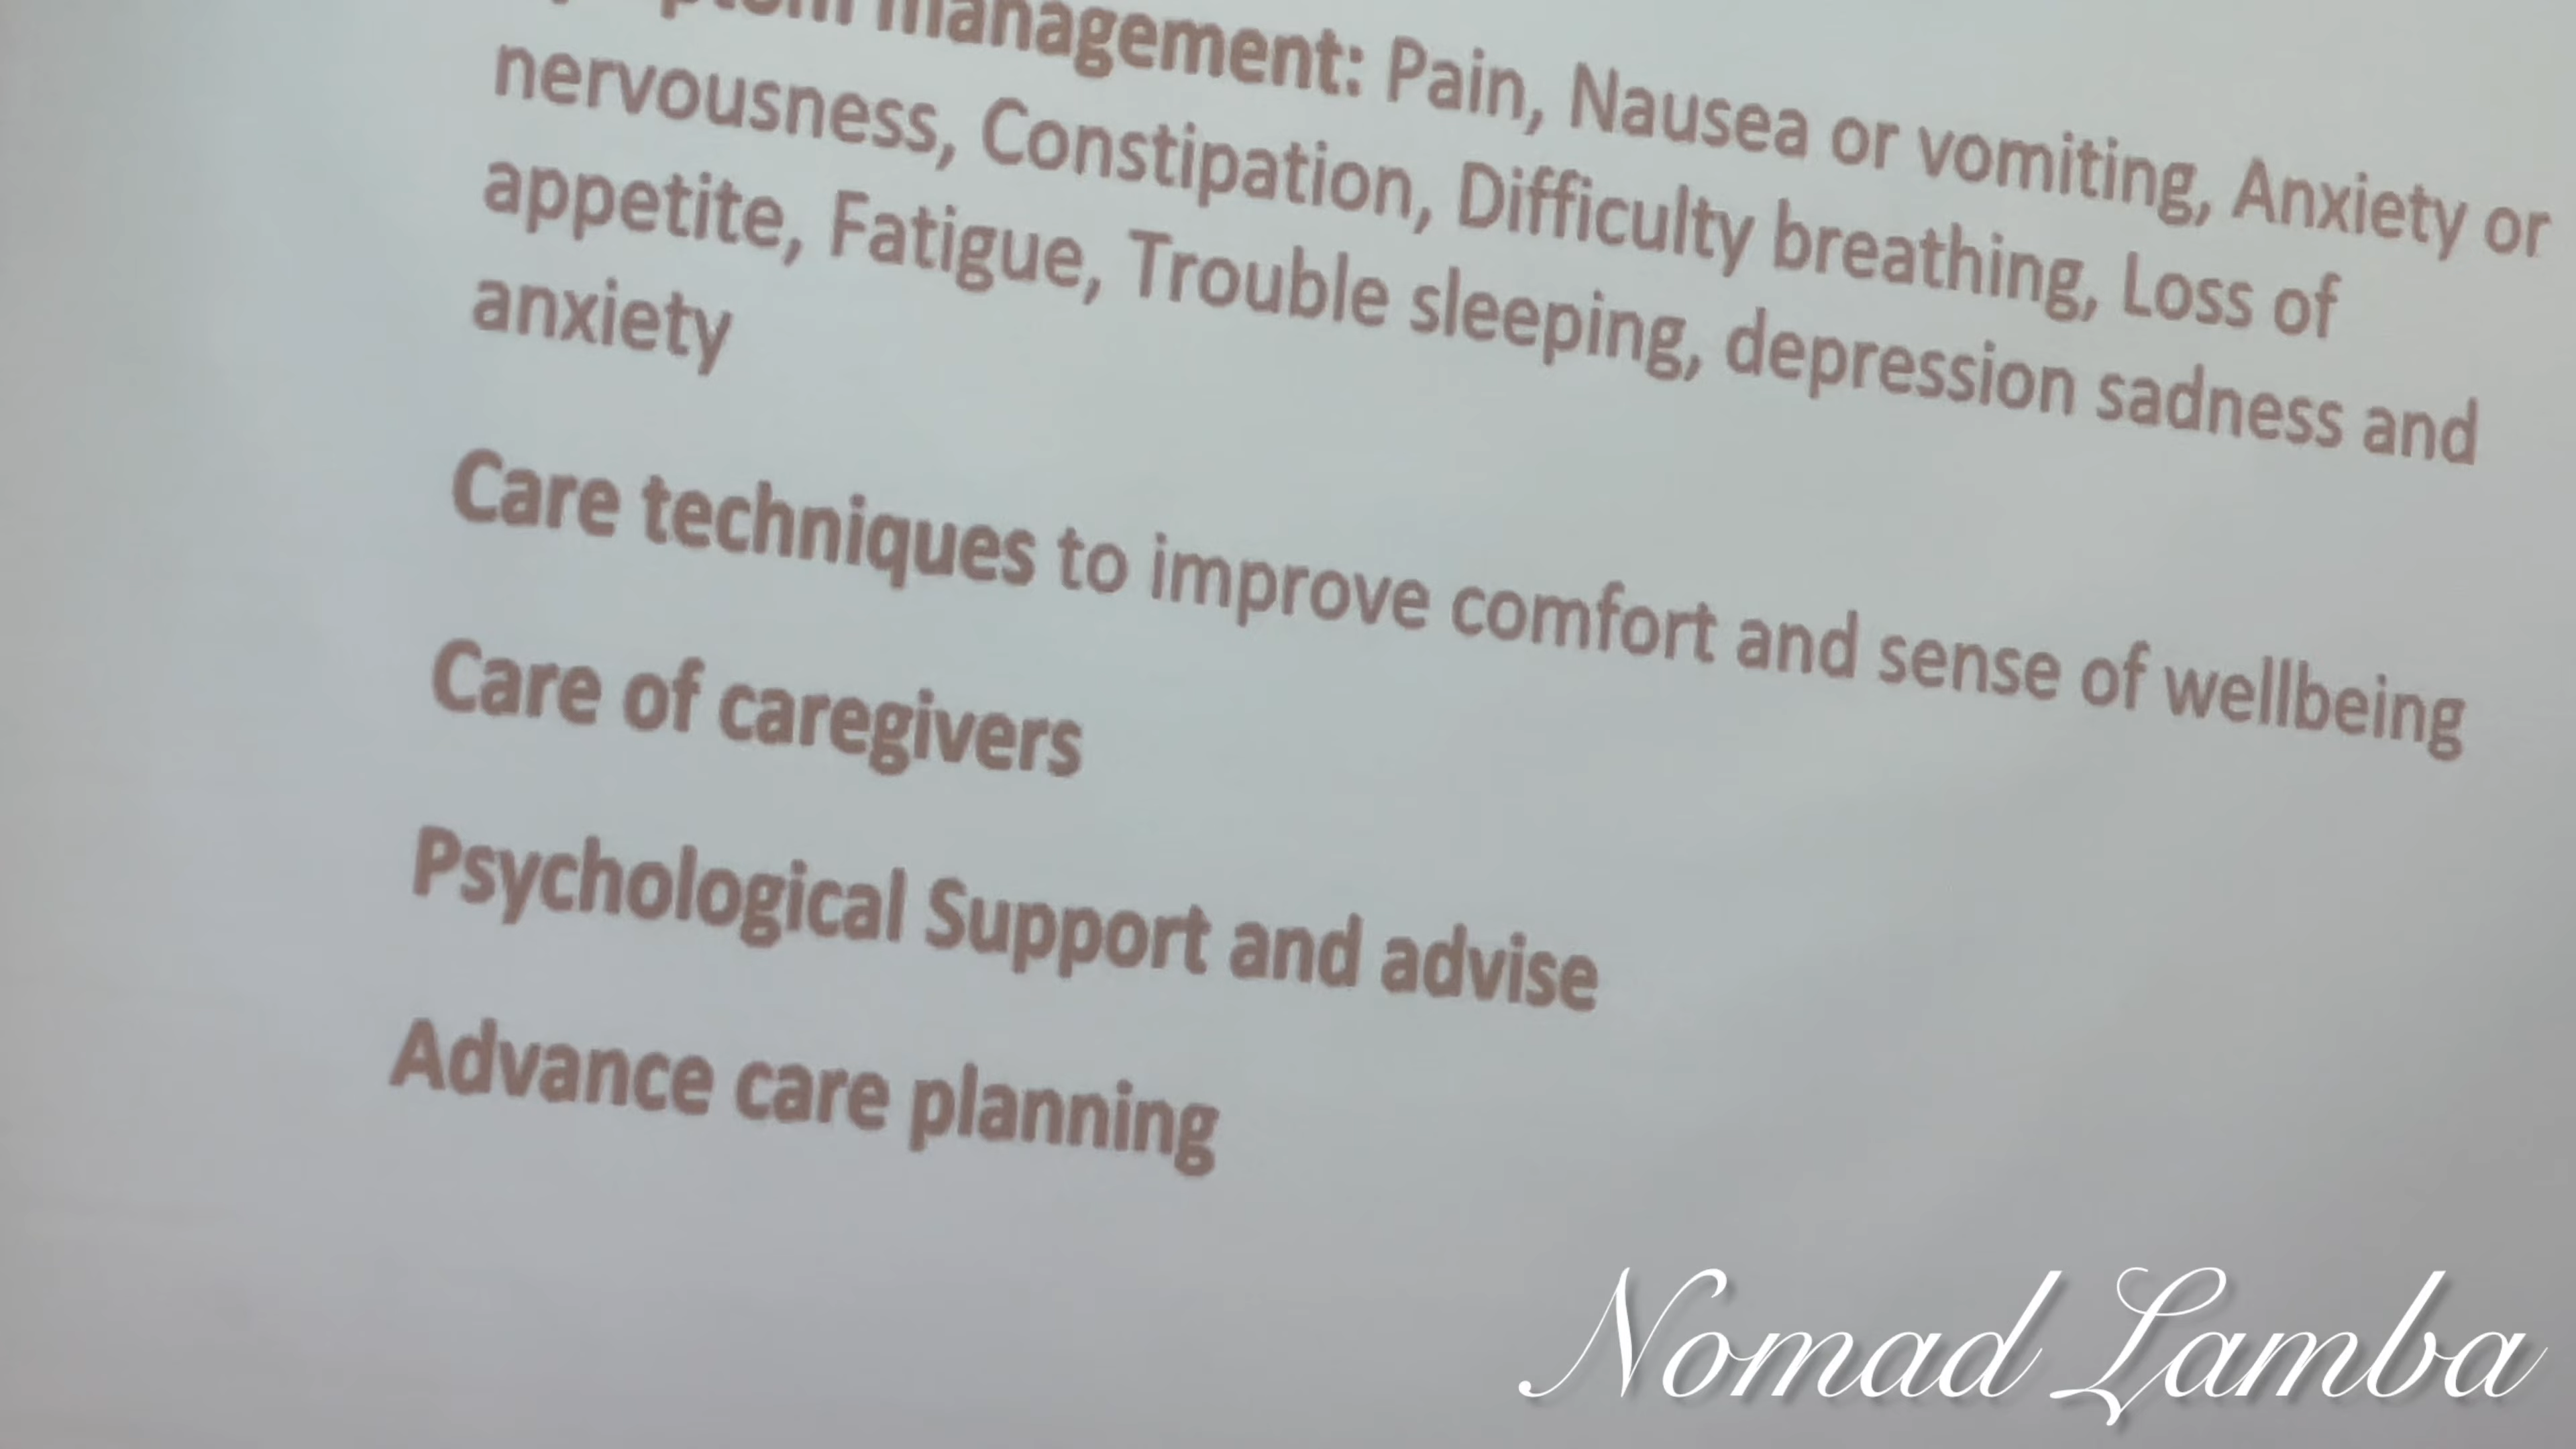 management: Pain, Nausea or vomiting, Anxiety or
nervousness, Constipation, Difficulty breathing, Loss of
appetite, Fatigue, Trouble sleeping, depression sadness and
anxiety
Care techniques to improve comfort and sense of wellbeing
Care of caregivers
Psychological Support and advise
Advance care planning
Nomad Lamba